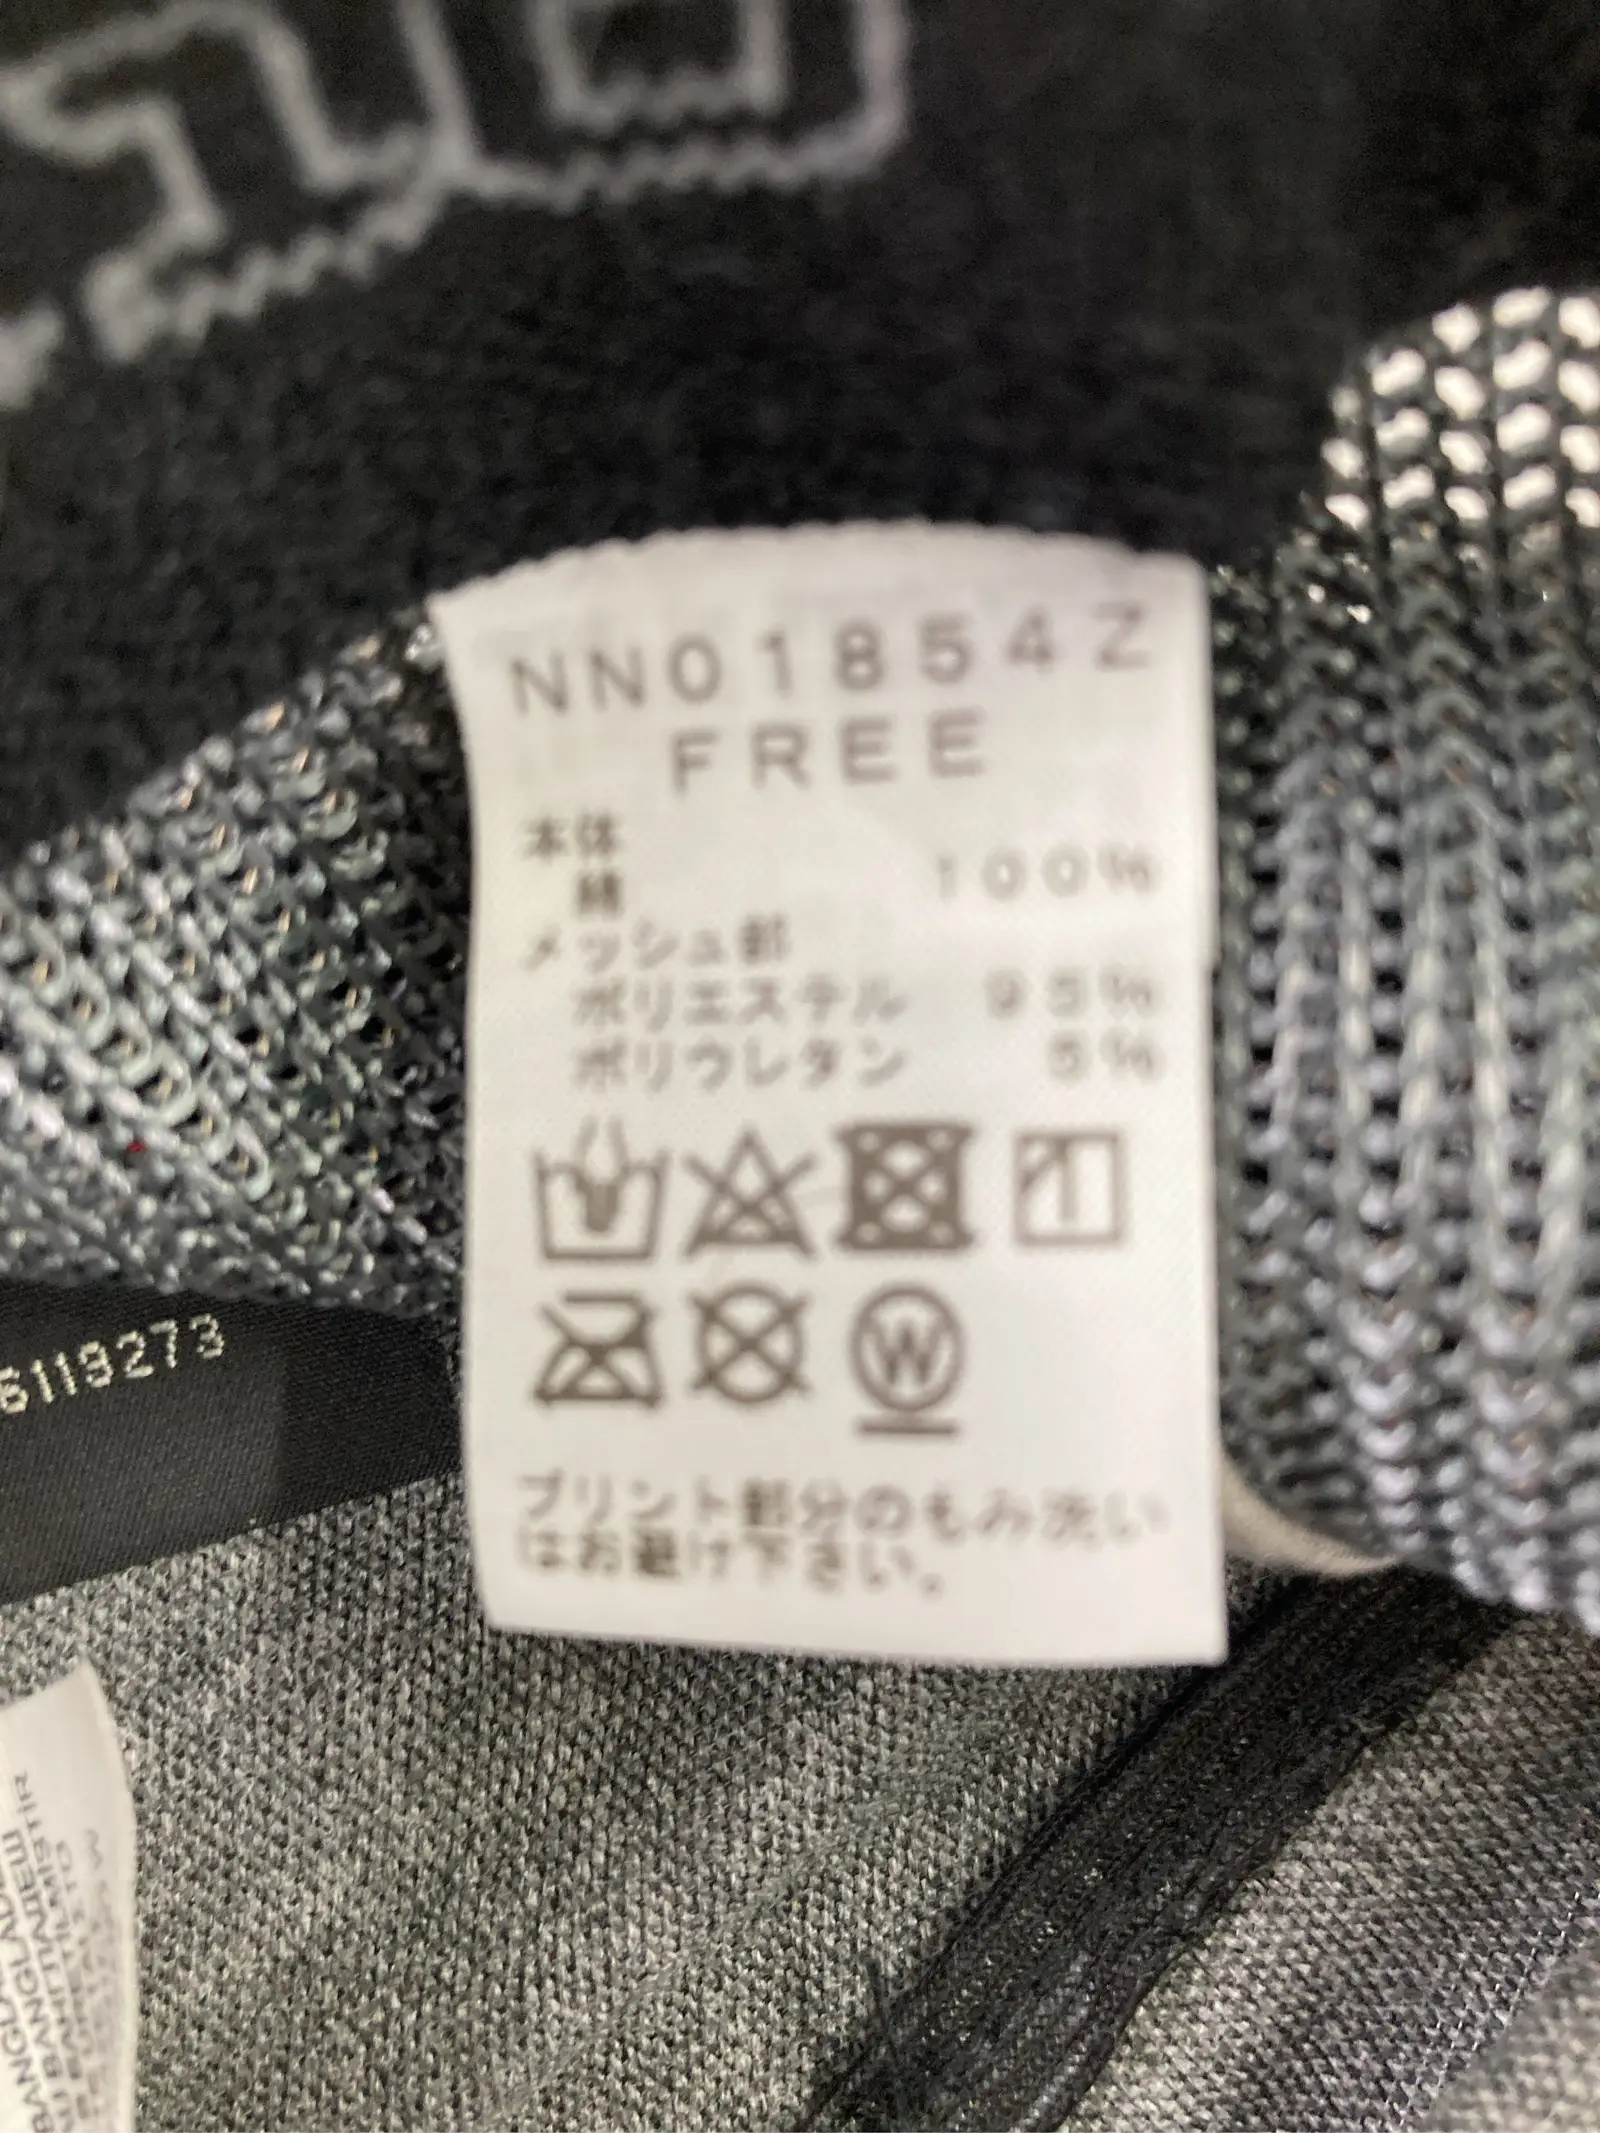 NN01854Z
FREE
本体
綿 100%
メッシュ部
ポリエステル 95%
ポリウレタン 5%
W
プリント部分のもみ洗い
はお避け下さい。
6119273